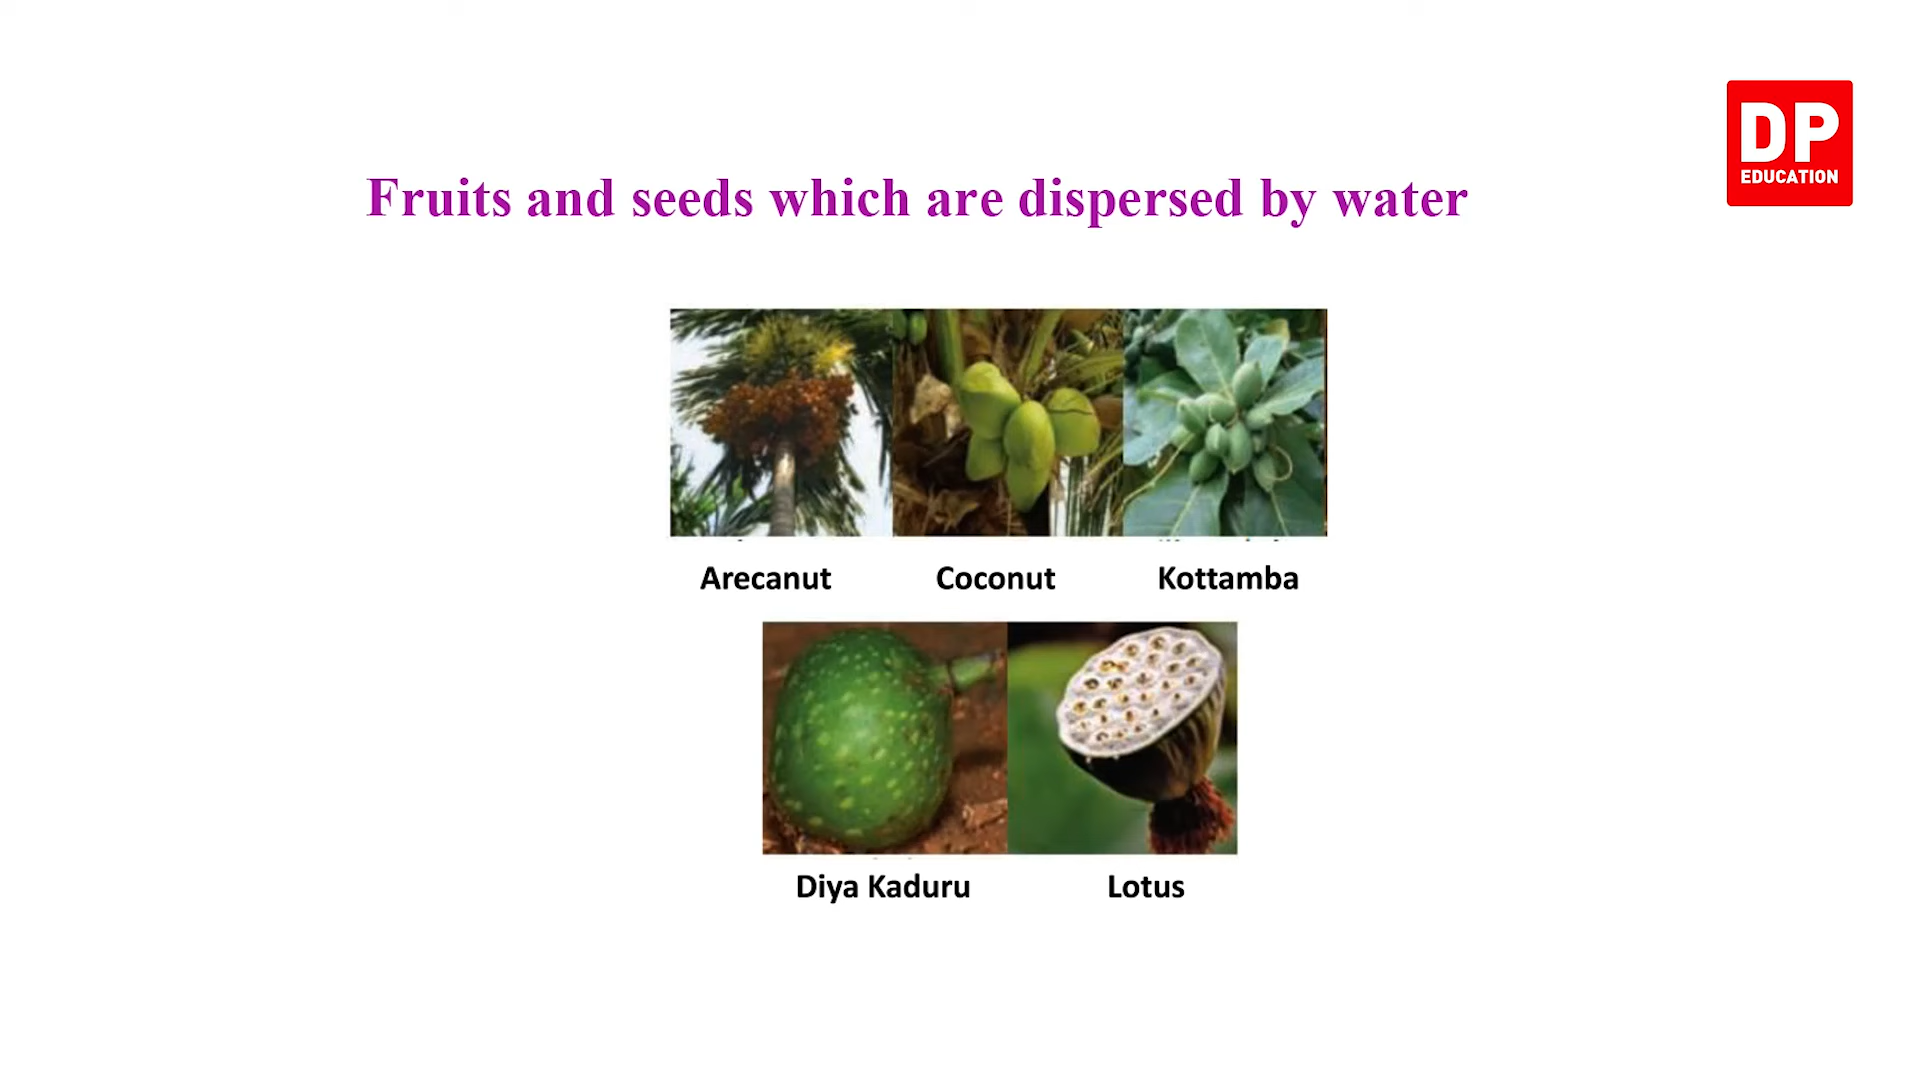 DP
EDUCATION
Fruits and seeds which are dispersed by water
Arecanut Coconut Kottamba
Diya Kaduru Lotus